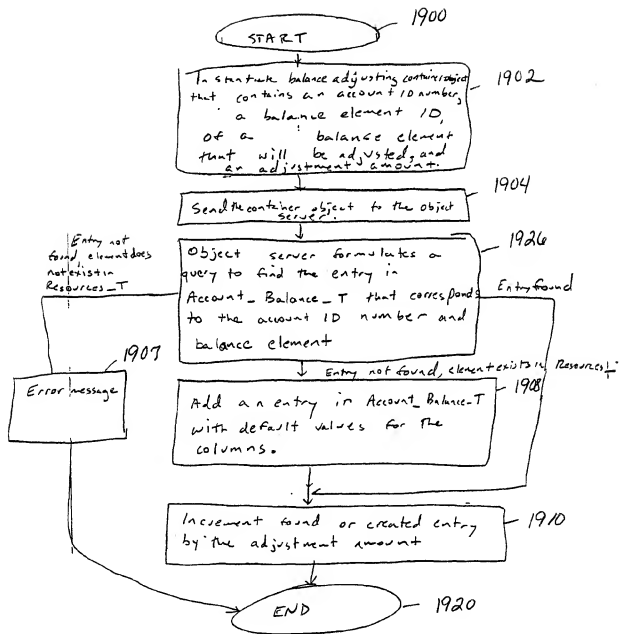 START
1900
Instantiate balance adjusting container object
that contains an account ID number,
a balance element ID,
of a balance element
that will be adjusted, and
an adjustment amount.
1902
Send the container object to the object
server.
1904
Entry not
found, element does
not exist in
Resources_T
Object server formulates a
query to find the entry in
Account_Balance_T that corresponds
to the account ID number and
balance element
1926
Entry found
1907
Error message
Entry not found, element exists in Resources_T
1908
Add an entry in Account_Balance_T
with default values for the
columns.
Increment found or created entry
by the adjustment amount
1910
END
1920